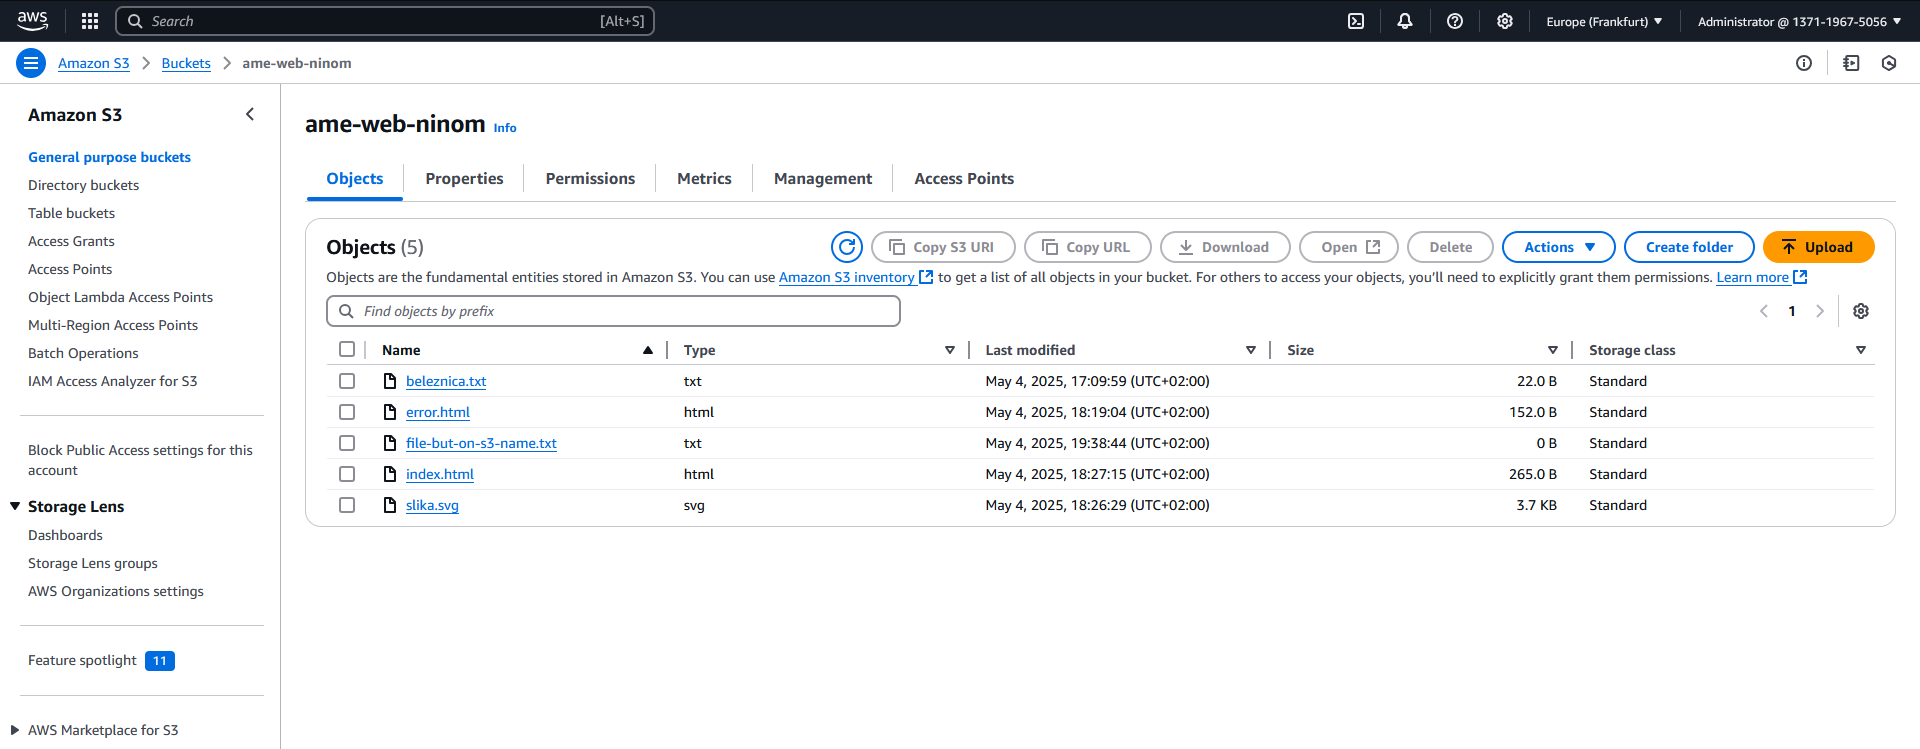 aws Search [Alt+S] Europe (Frankfurt) Administrator @ 1371-1967-5056
Amazon S3 Buckets ame-web-ninom
Amazon S3
General purpose buckets
Directory buckets
Table buckets
Access Grants
Access Points
Object Lambda Access Points
Multi-Region Access Points
Batch Operations
IAM Access Analyzer for S3
Block Public Access settings for this
account
Storage Lens
Dashboards
Storage Lens groups
AWS Organizations settings
Feature spotlight 11
AWS Marketplace for S3
ame-web-ninom Info
Objects Properties Permissions Metrics Management Access Points
Objects (5) Copy S3 URI Copy URL Download Open Delete Actions Create folder Upload
Objects are the fundamental entities stored in Amazon S3. You can use Amazon S3 inventory to get a list of all objects in your bucket. For others to access your objects, you'll need to explicitly grant them permissions. Learn more
Find objects by prefix 1
Name Type Last modified Size Storage class
beleznica.txt txt May 4, 2025, 17:09:59 (UTC+02:00) 22.0 B Standard
error.html html May 4, 2025, 18:19:04 (UTC+02:00) 152.0 B Standard
file-but-on-s3-name.txt txt May 4, 2025, 19:38:44 (UTC+02:00) 0 B Standard
index.html html May 4, 2025, 18:27:15 (UTC+02:00) 265.0 B Standard
slika.svg svg May 4, 2025, 18:26:29 (UTC+02:00) 3.7 KB Standard